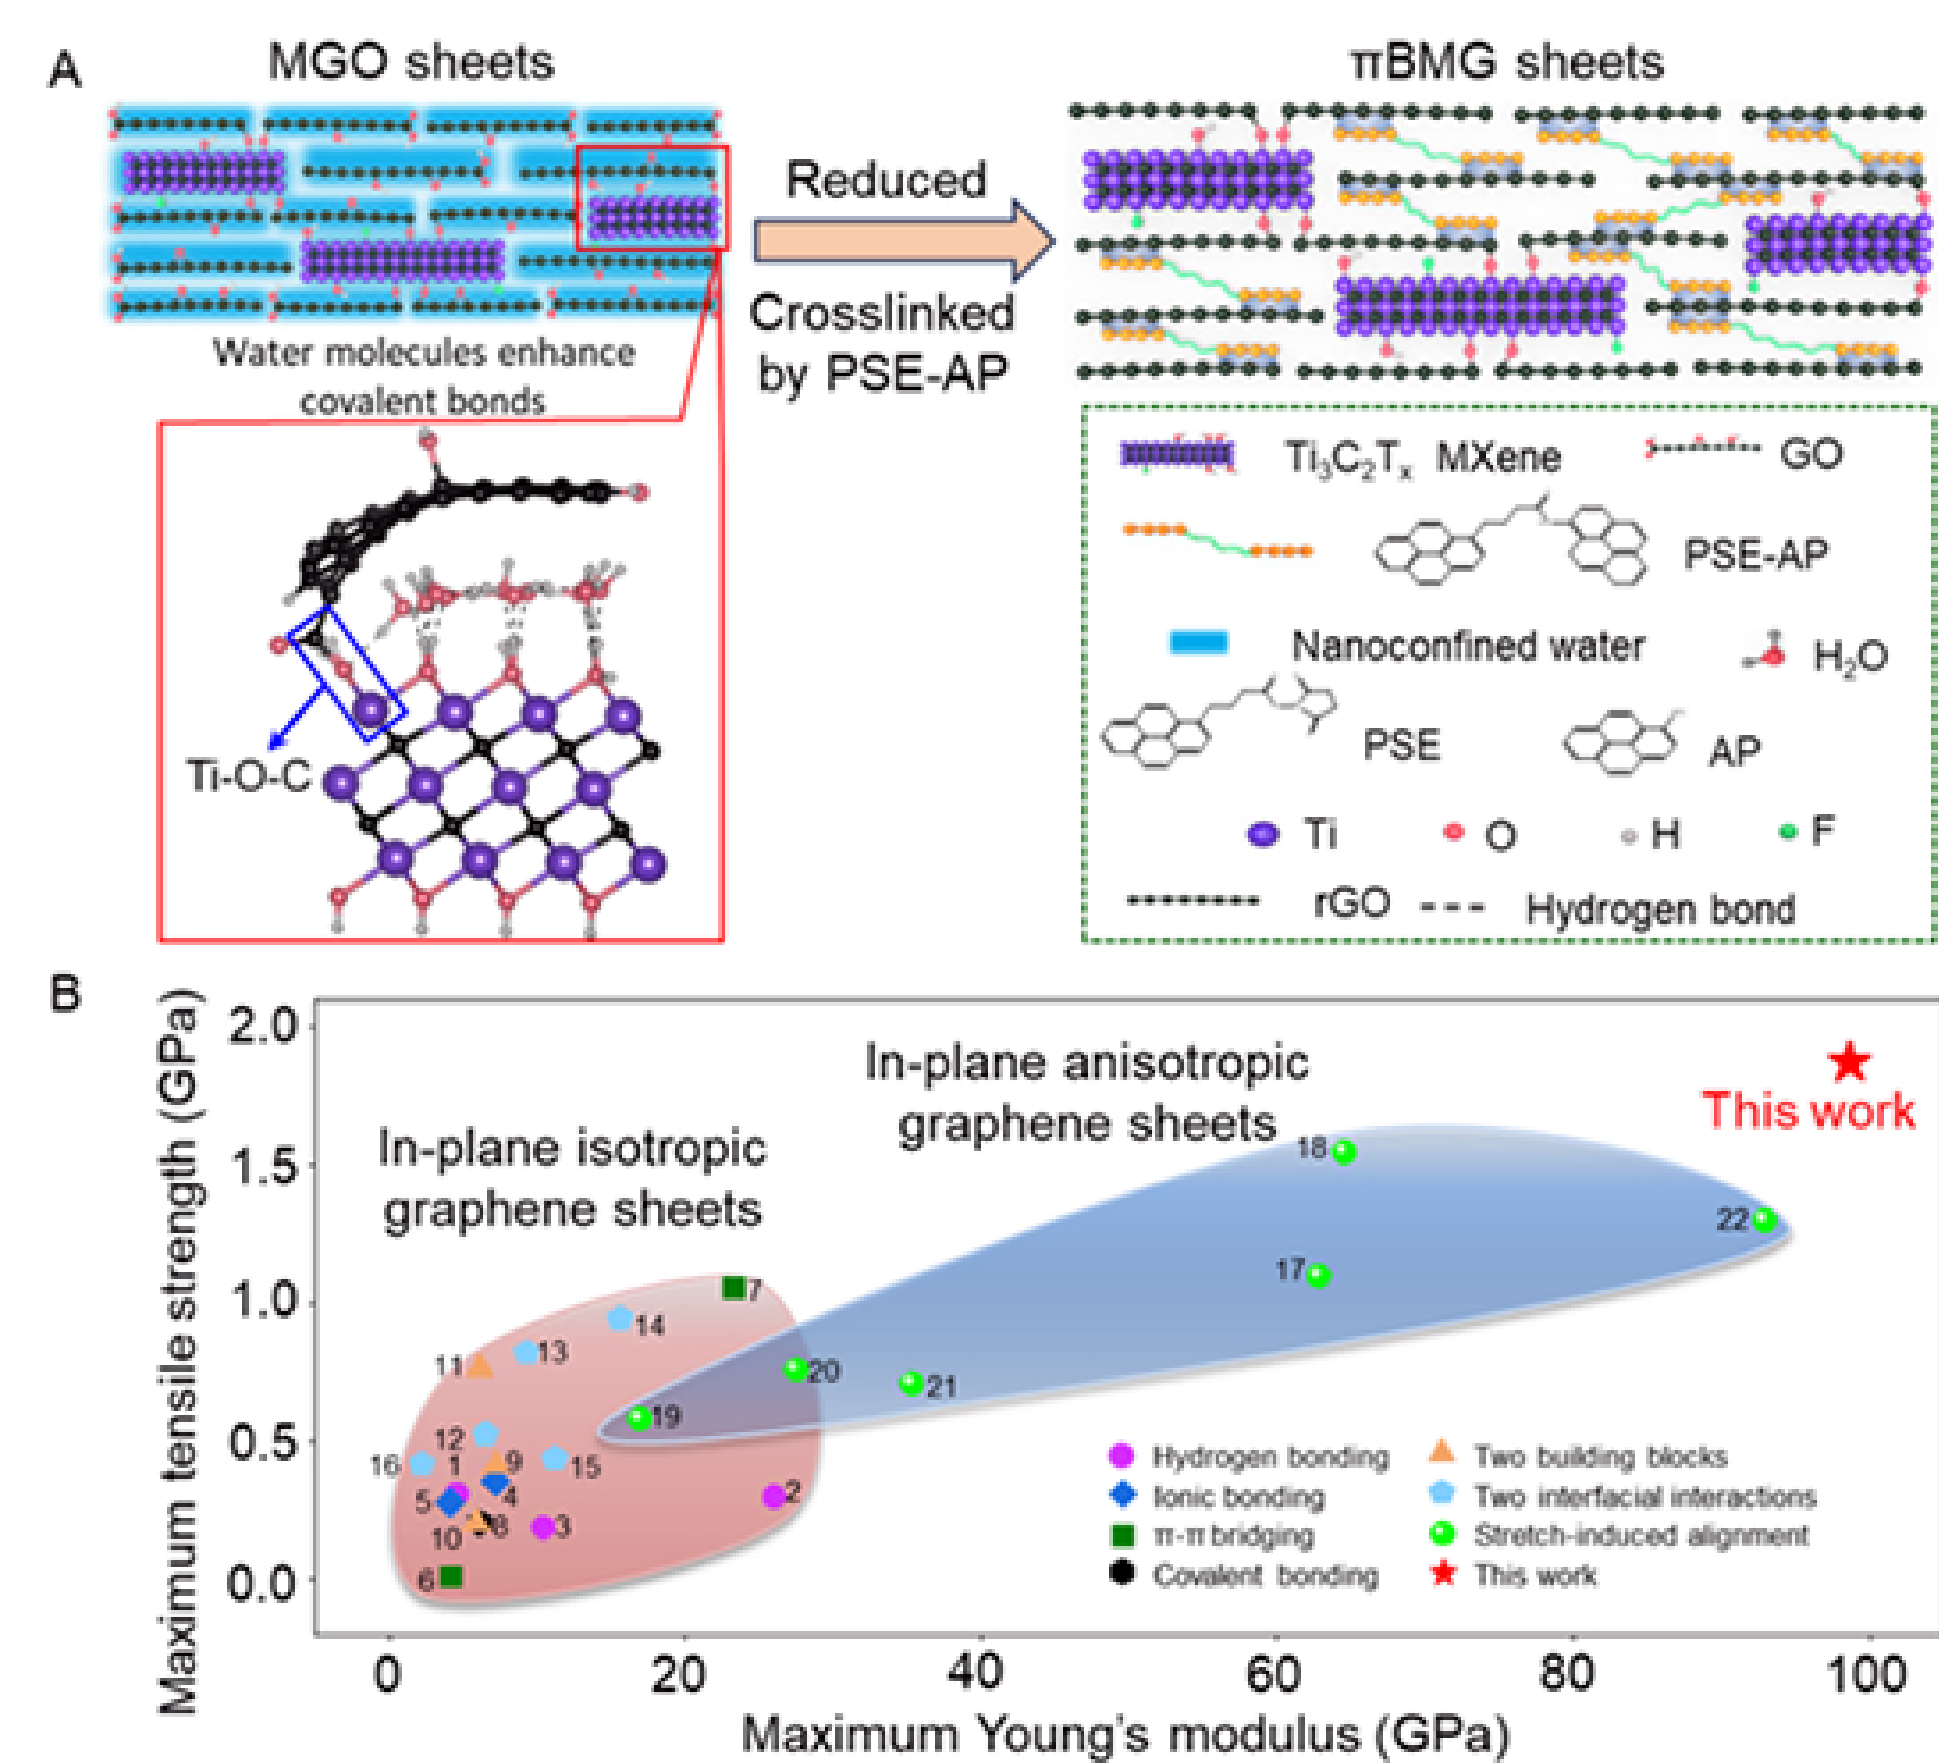 A
MGO sheets
πBMG sheets
Reduced
Crosslinked
by PSE-AP
Water molecules enhance
covalent bonds
Ti-O-C
Ti₃C₂Tₓ MXene
GO
PSE-AP
Nanoconfined water
H₂O
PSE
AP
Ti
O
H
F
rGO
Hydrogen bond
B
Maximum tensile strength (GPa)
2.0
1.5
1.0
0.5
0.0
In-plane isotropic
graphene sheets
In-plane anisotropic
graphene sheets
This work
18
22
17
7
14
13
11
20
21
19
12
16
1
9
15
5
4
2
10
8
3
6
Hydrogen bonding
Ionic bonding
π-π bridging
Covalent bonding
Two building blocks
Two interfacial interactions
Stretch-induced alignment
This work
0
20
40
60
80
100
Maximum Young's modulus (GPa)